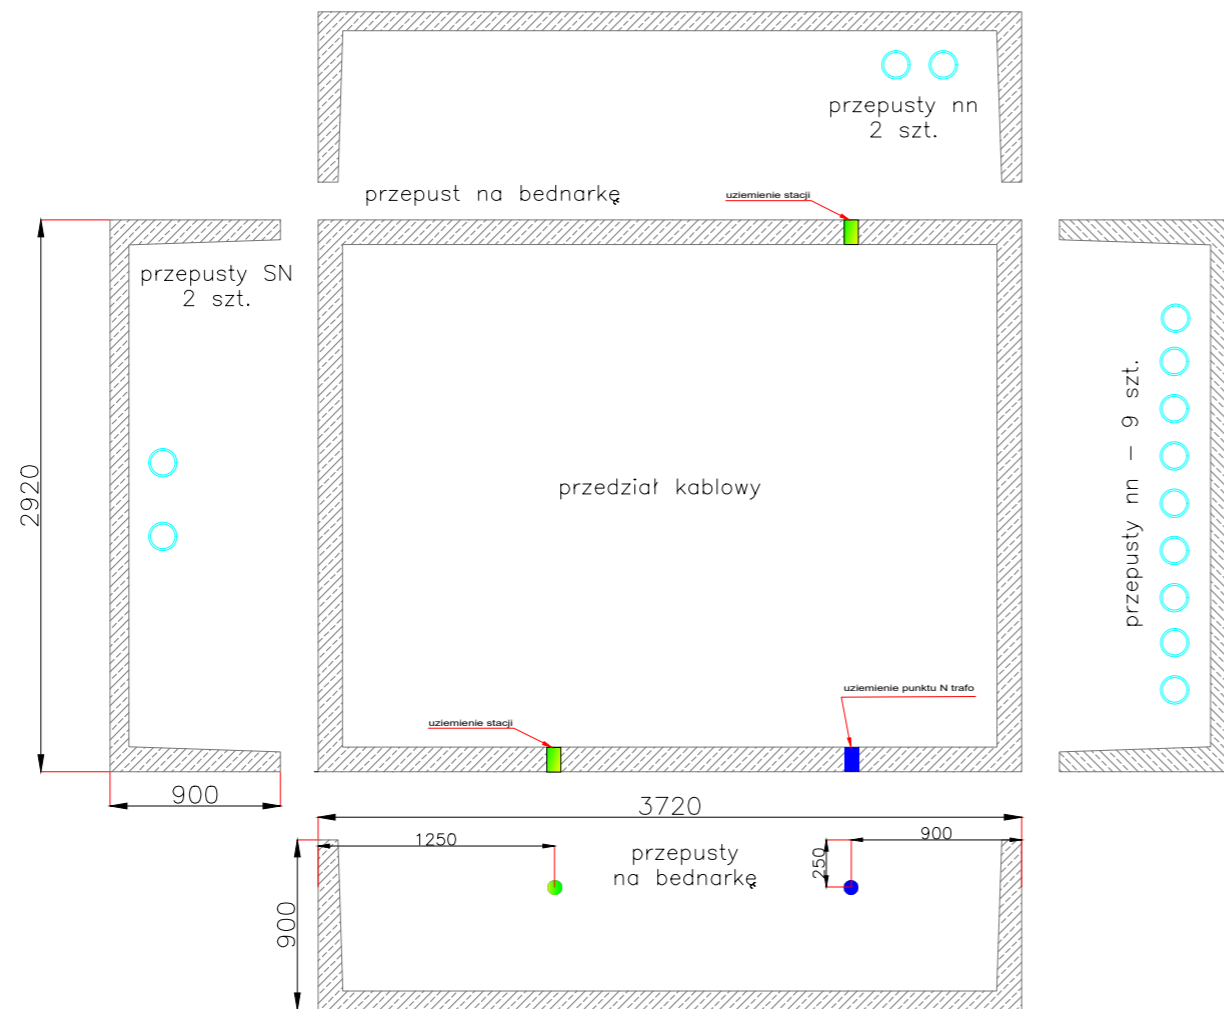 przepusty nn
2 szt.
przepust na bednarkę
uziemienie stacji
przepusty SN
2 szt.
przepusty nn – 9 szt.
2920
przedział kablowy
uziemienie punktu N trafo
uziemienie stacji
900
3720
1250
przepusty
na bednarkę
250
900
900